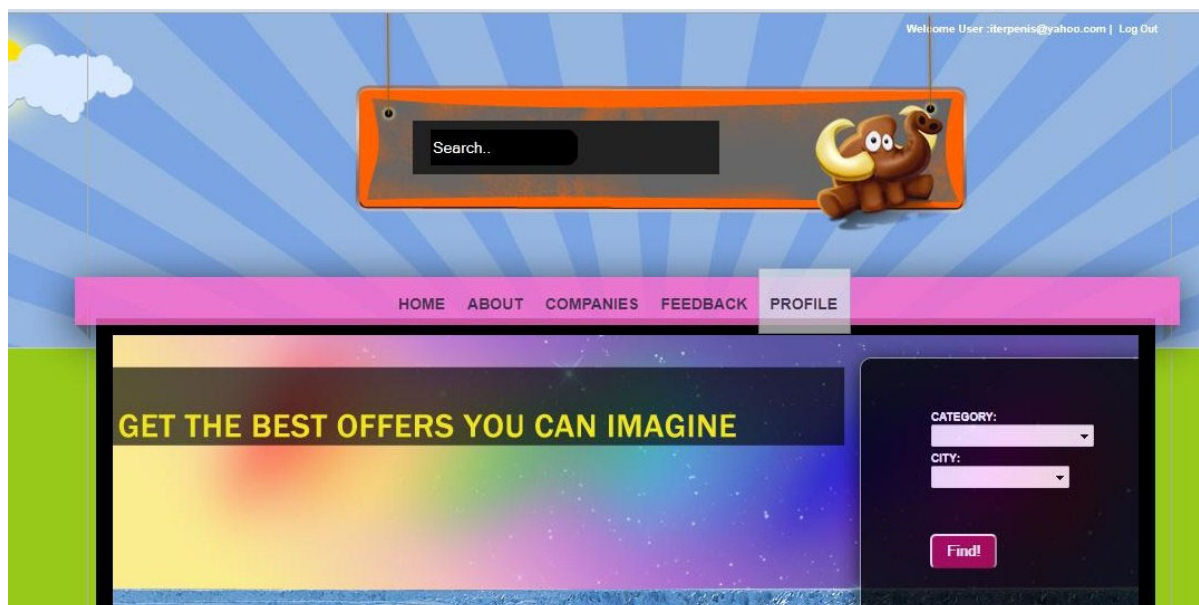 Welcome User :iterpenis@yahoo.com | Log Out
Search..
HOME ABOUT COMPANIES FEEDBACK PROFILE
GET THE BEST OFFERS YOU CAN IMAGINE
CATEGORY:
CITY:
Find!